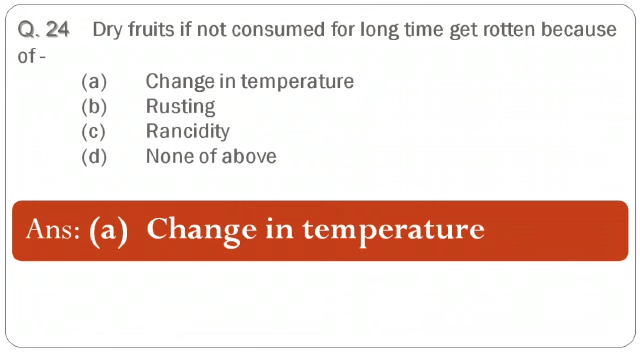 Q. 24 Dry fruits if not consumed for long time get rotten because
of -
(a) Change in temperature
(b) Rusting
(c) Rancidity
(d) None of above
Ans: (a) Change in temperature